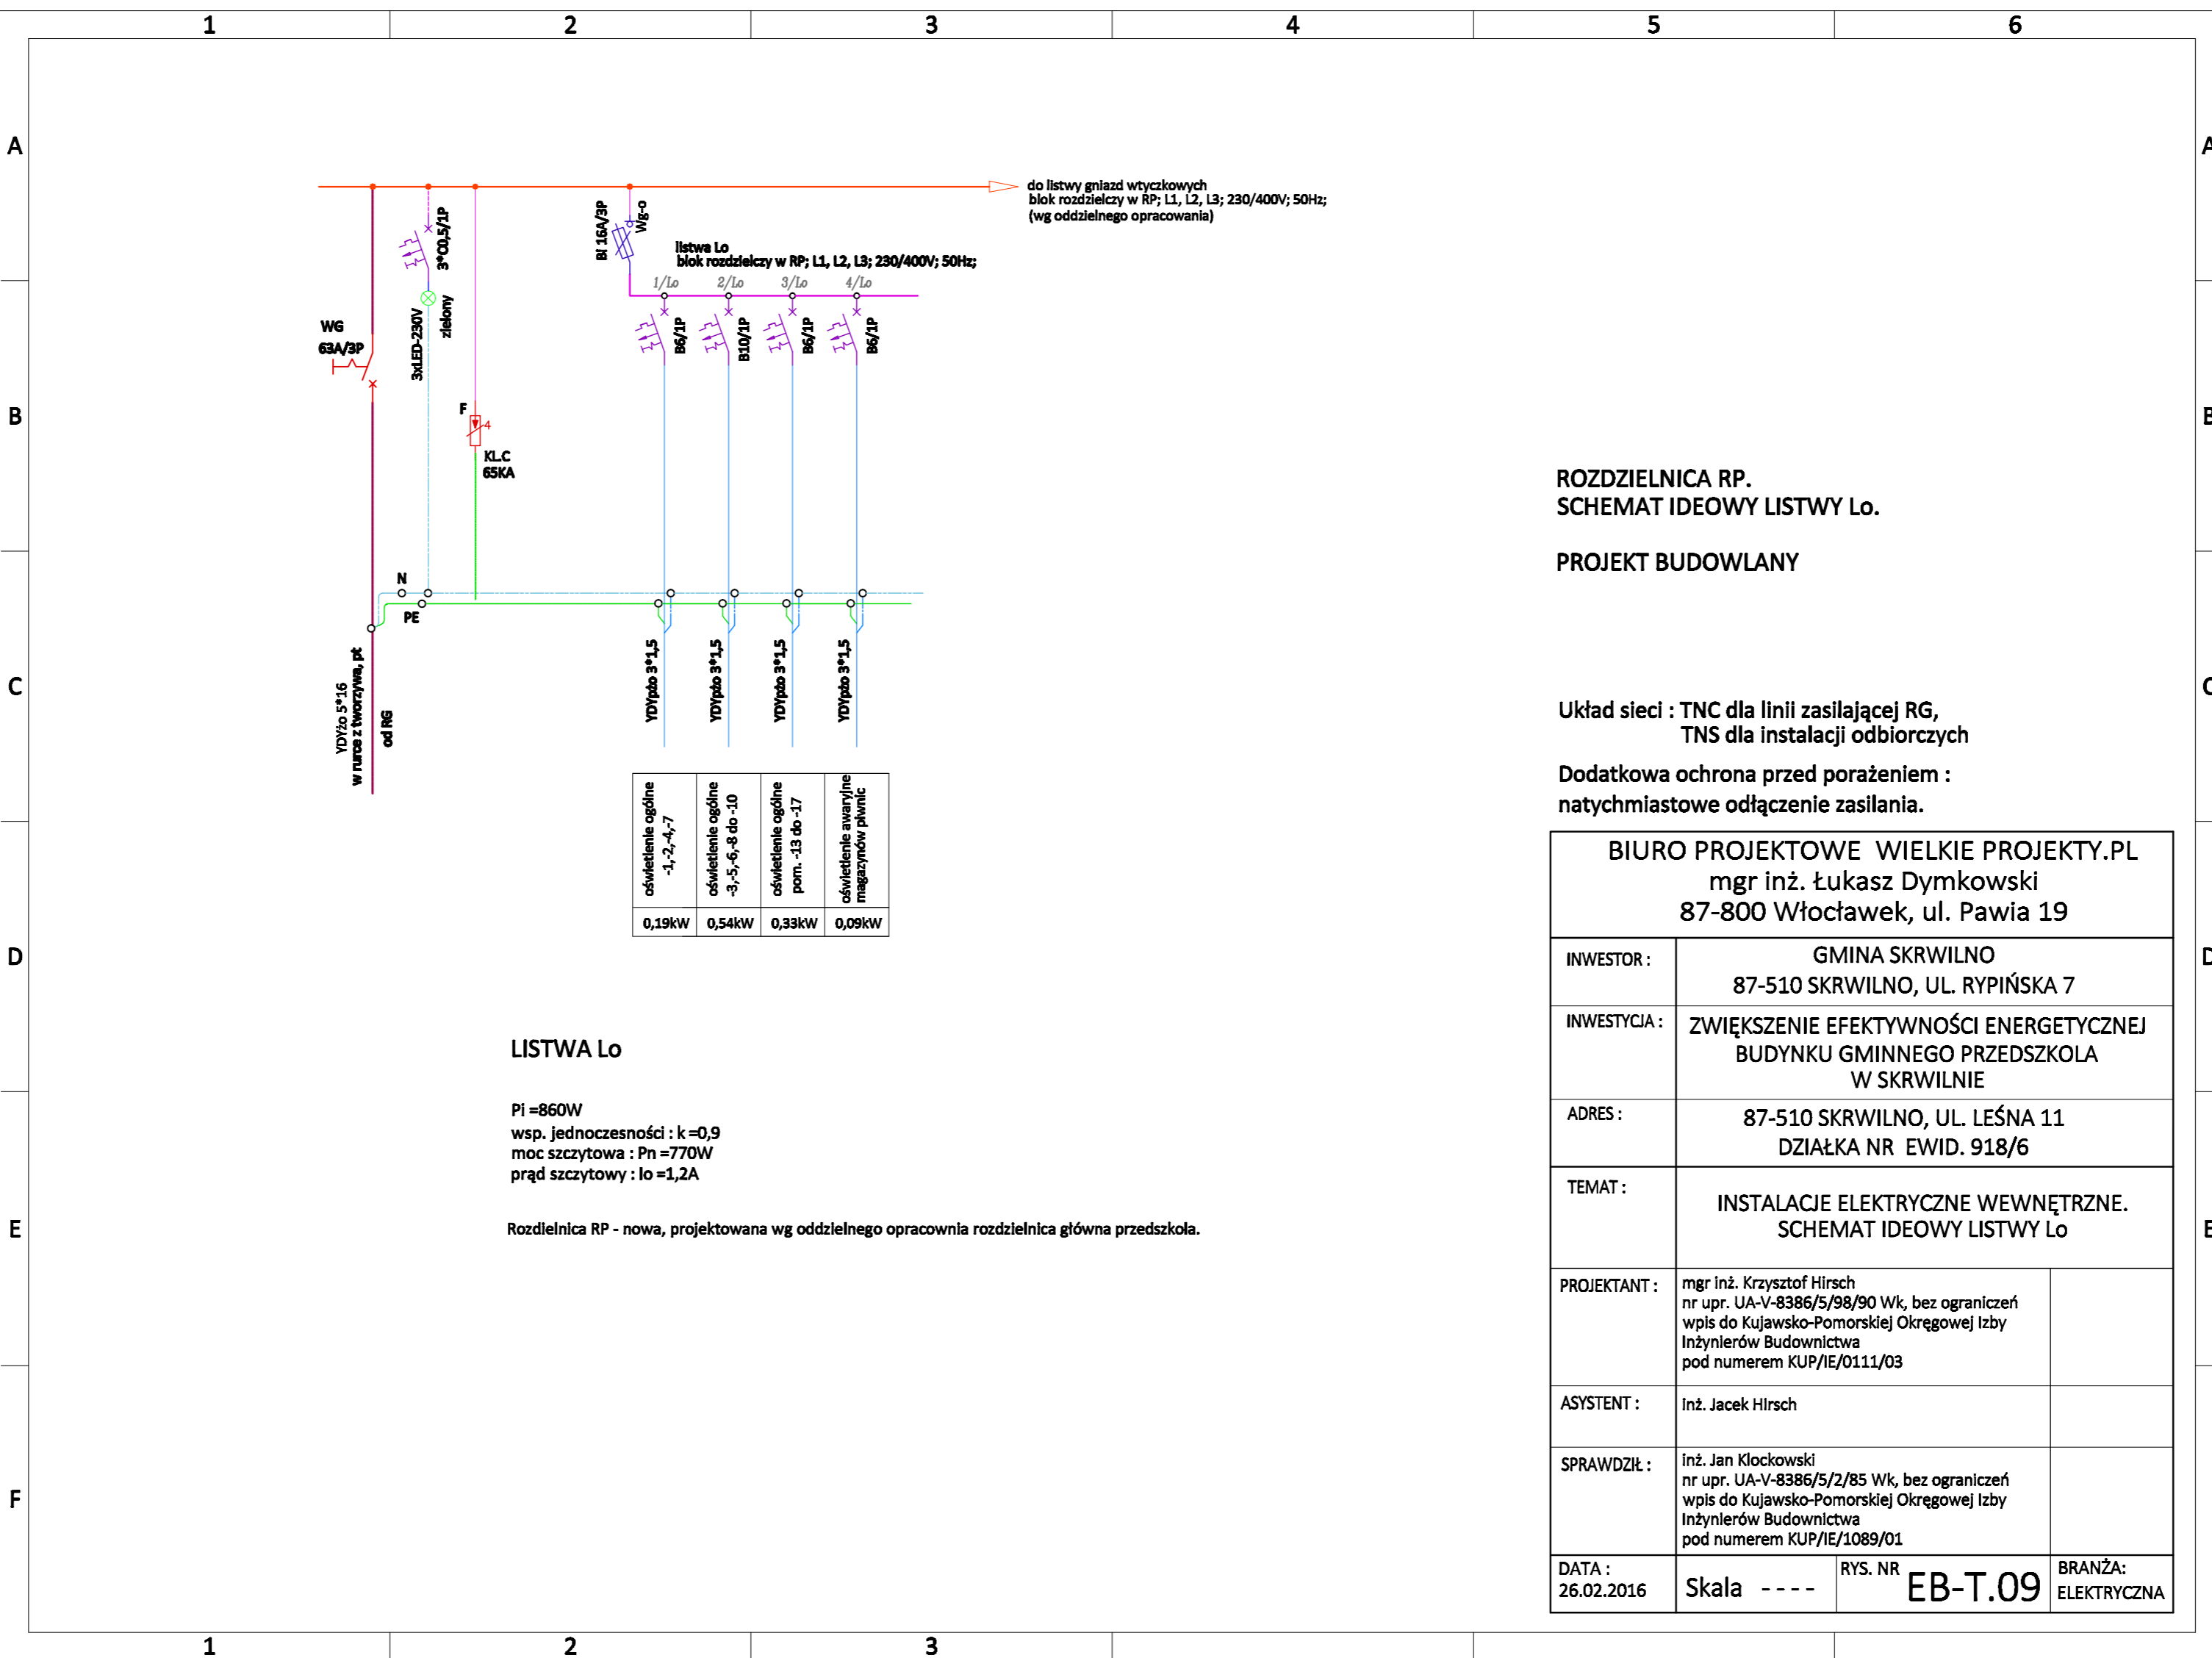 1 2 3 4 5 6
A A
B B
C C
D D
E E
F
do listwy gniazd wtyczkowych
blok rozdzielczy w RP; L1, L2, L3; 230/400V; 50Hz;
(wg oddzielnego opracowania)
3*C0,5/1P
BI 16A/3P
Wg-o
listwa Lo
blok rozdzielczy w RP; L1, L2, L3; 230/400V; 50Hz;
1/Lo 2/Lo 3/Lo 4/Lo
WG
63A/3P
3xLED-230V
zielony
B6/1P
B10/1P
B6/1P
B6/1P
F
4
KL.C
65KA
N
PE
YDYżo 5*16
w rurce z tworzywa, pt
od RG
YDYpżo 3*1,5
YDYpżo 3*1,5
YDYpżo 3*1,5
YDYpżo 3*1,5
oświetlenie ogólne
-1,-2,-4,-7
oświetlenie ogólne
-3,-5,-6,-8 do -10
oświetlenie ogólne
pom. -13 do -17
oświetlenie awaryjne
magazynów piwnic
0,19kW 0,54kW 0,33kW 0,09kW
LISTWA Lo
Pi =860W
wsp. jednoczesności : k =0,9
moc szczytowa : Pn =770W
prąd szczytowy : Io =1,2A
Rozdielnica RP - nowa, projektowana wg oddzielnego opracownia rozdzielnica główna przedszkola.
ROZDZIELNICA RP.
SCHEMAT IDEOWY LISTWY Lo.
PROJEKT BUDOWLANY
Układ sieci : TNC dla linii zasilającej RG,
TNS dla instalacji odbiorczych
Dodatkowa ochrona przed porażeniem :
natychmiastowe odłączenie zasilania.
BIURO PROJEKTOWE WIELKIE PROJEKTY.PL
mgr inż. Łukasz Dymkowski
87-800 Włocławek, ul. Pawia 19
INWESTOR :
GMINA SKRWILNO
87-510 SKRWILNO, UL. RYPIŃSKA 7
INWESTYCJA :
ZWIĘKSZENIE EFEKTYWNOŚCI ENERGETYCZNEJ
BUDYNKU GMINNEGO PRZEDSZKOLA
W SKRWILNIE
ADRES :
87-510 SKRWILNO, UL. LEŚNA 11
DZIAŁKA NR EWID. 918/6
TEMAT :
INSTALACJE ELEKTRYCZNE WEWNĘTRZNE.
SCHEMAT IDEOWY LISTWY Lo
PROJEKTANT :
mgr inż. Krzysztof Hirsch
nr upr. UA-V-8386/5/98/90 Wk, bez ograniczeń
wpis do Kujawsko-Pomorskiej Okręgowej Izby
Inżynierów Budownictwa
pod numerem KUP/IE/0111/03
ASYSTENT :
inż. Jacek Hirsch
SPRAWDZIŁ :
inż. Jan Klockowski
nr upr. UA-V-8386/5/2/85 Wk, bez ograniczeń
wpis do Kujawsko-Pomorskiej Okręgowej Izby
Inżynierów Budownictwa
pod numerem KUP/IE/1089/01
DATA :
26.02.2016
Skala - - - -
RYS. NR EB-T.09
BRANŻA:
ELEKTRYCZNA
1 2 3